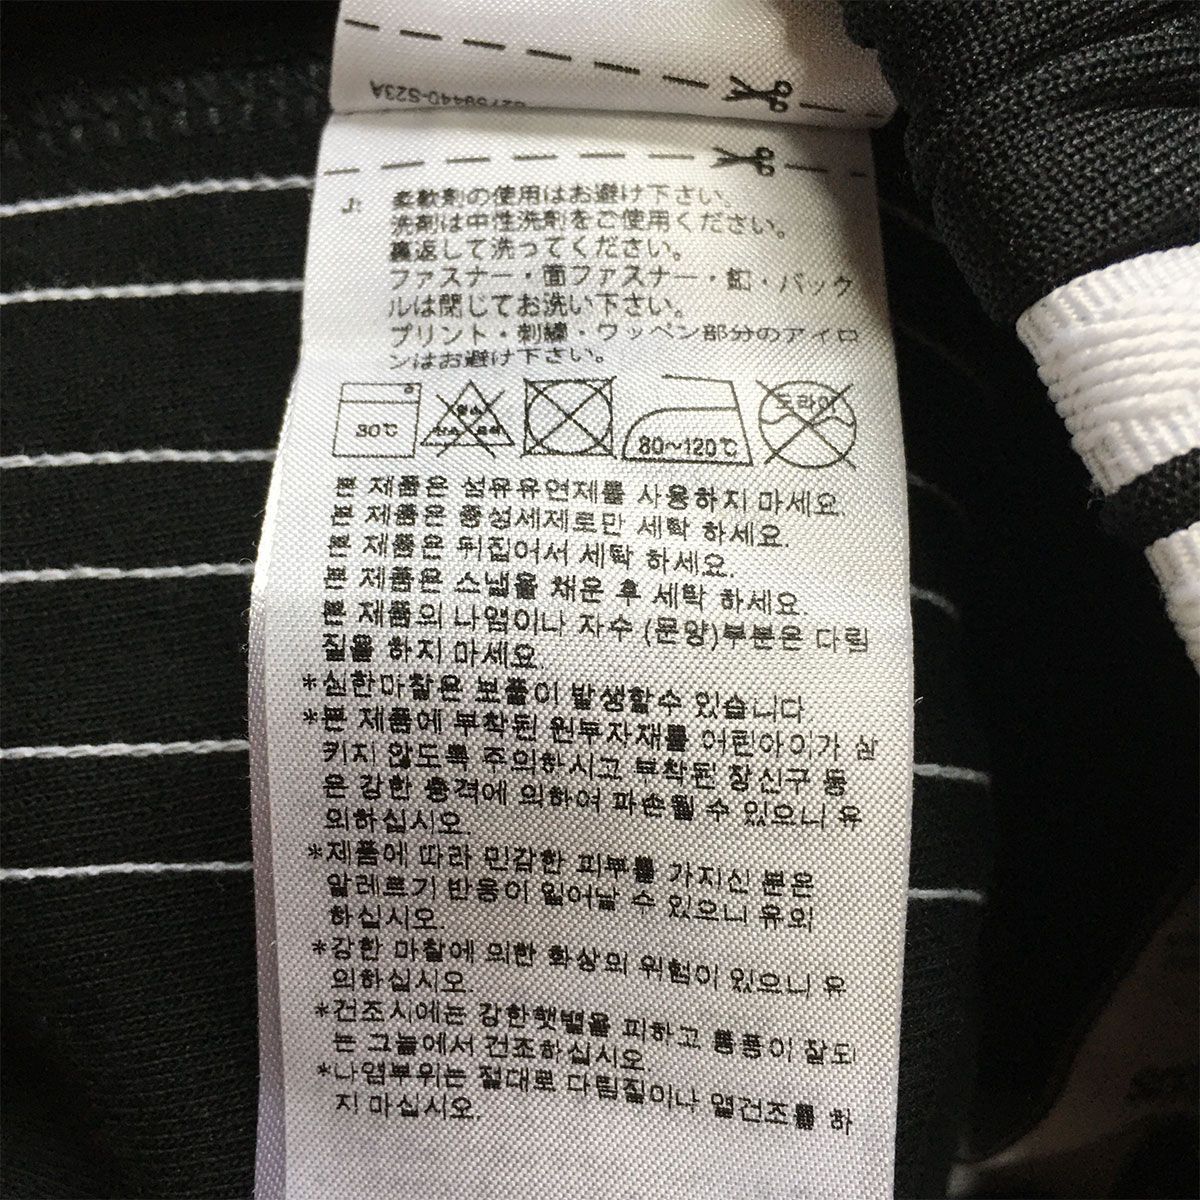 柔軟剤の使用はお避け下さい。
洗剤は中性洗剤をご使用ください。
裏返して洗ってください。
ファスナー・面ファスナー・釦・バック
ルは閉じてお洗い下さい。
プリント・刺繍・ワッペン部分のアイロ
ンはお避け下さい。
30℃ 80~120℃ 드라이
본 제품은 섬유유연제를 사용하지 마세요.
본 제품은 중성세제로만 세탁 하세요.
본 제품은 뒤집어서 세탁 하세요.
본 제품은 스냅을 채운 후 세탁 하세요.
본 제품의 나염이나 자수 (문양)부분은 다림
질을 하지 마세요.
*심한마찰은 보풀이 발생할수 있습니다.
*본 제품에 부착된 원부자재를 어린아이가 삼
키지 않도록 주의하시고 부착된 장신구 등
은 강한 충격에 의하여 파손될 수 있으니 유
의하십시오.
*제품에 따라 민감한 피부를 가지신 분은
알레르기 반응이 일어날 수 있으니 유의
하십시오.
*강한 마찰에 의한 화상의 위험이 있으니 유
의하십시오.
*건조시에는 강한햇볕을 피하고 통풍이 잘되
는 그늘에서 건조하십시오.
*나염부위는 절대로 다림질이나 열건조를 하
지 마십시오.